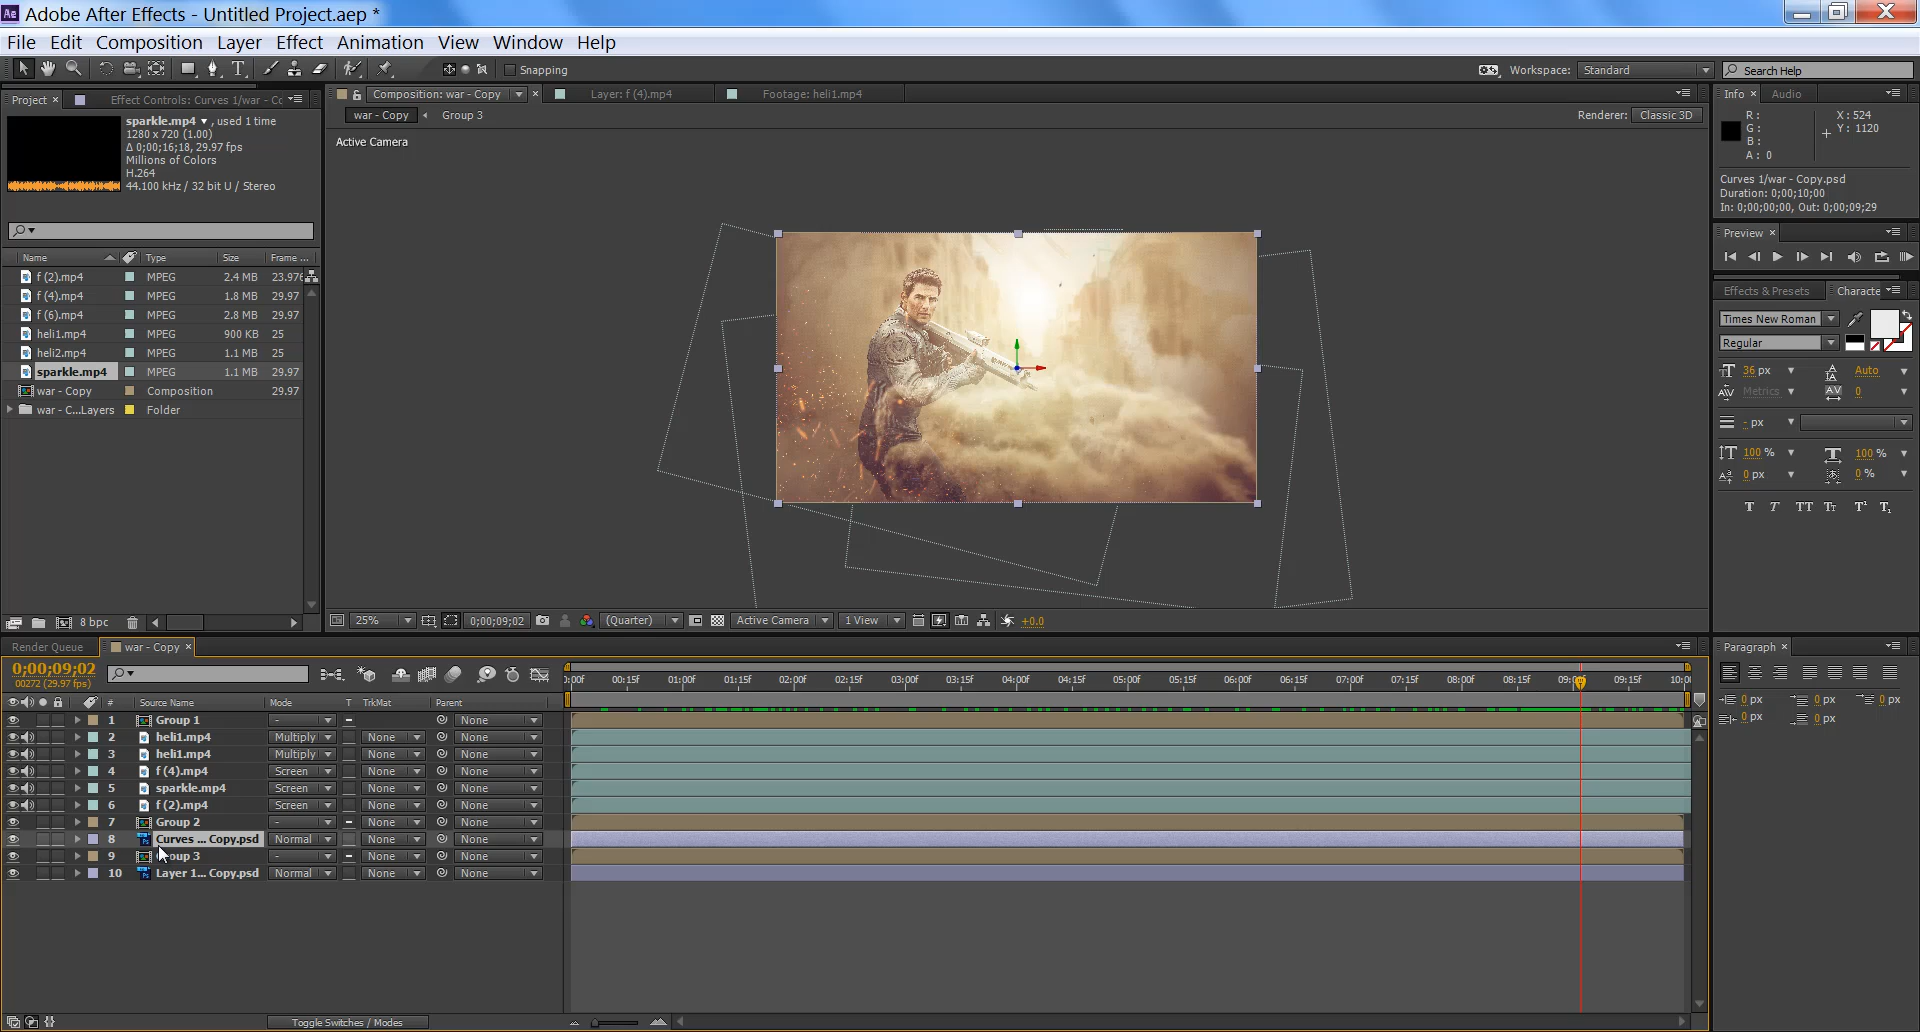 Adobe After Effects - Untitled Project.aep *
File Edit Composition Layer Effect Animation View Window Help
Snapping Workspace: Standard Search Help
Project × Effect Controls: Curves 1/war - Co
sparkle.mp4 ▾ , used 1 time
1280 x 720 (1.00)
Δ 0;00;16;18, 29.97 fps
Millions of Colors
H.264
44.100 kHz / 32 bit U / Stereo
Name Type Size Frame ...
f (2).mp4 MPEG 2.4 MB 23.976
f (4).mp4 MPEG 1.8 MB 29.97
f (6).mp4 MPEG 2.8 MB 29.97
heli1.mp4 MPEG 900 KB 25
heli2.mp4 MPEG 1.1 MB 25
sparkle.mp4 MPEG 1.1 MB 29.97
war - Copy Composition 29.97
war - C...Layers Folder
8 bpc
Composition: war - Copy Layer: f (4).mp4 Footage: heli1.mp4
war - Copy Group 3 Renderer: Classic 3D
Active Camera
25% 0;00;09;02 (Quarter) Active Camera 1 View +0.0
Info × Audio
R: X: 524
G: Y: 1120
B:
A: 0
Curves 1/war - Copy.psd
Duration: 0;00;10;00
In: 0;00;00;00, Out: 0;00;09;29
Preview ×
Effects & Presets Characte
Times New Roman
Regular
36 px Auto
Metrics 0
- px
100 % 100 %
0 px 0 %
T T TT Tt T¹ T₁
Render Queue war - Copy ×
0;00;09;02
00272 (29.97 fps)
):00f 00:15f 01:00f 01:15f 02:00f 02:15f 03:00f 03:15f 04:00f 04:15f 05:00f 05:15f 06:00f 06:15f 07:00f 07:15f 08:00f 08:15f 09:00f 09:15f 10:0
# Source Name Mode T TrkMat Parent
1 Group 1 - None
2 heli1.mp4 Multiply None None
3 heli1.mp4 Multiply None None
4 f (4).mp4 Screen None None
5 sparkle.mp4 Screen None None
6 f (2).mp4 Screen None None
7 Group 2 - None None
8 Curves ... Copy.psd Normal None None
9 Group 3 - None None
10 Layer 1... Copy.psd Normal None None
Toggle Switches / Modes
Paragraph ×
0 px 0 px 0 px
0 px 0 px